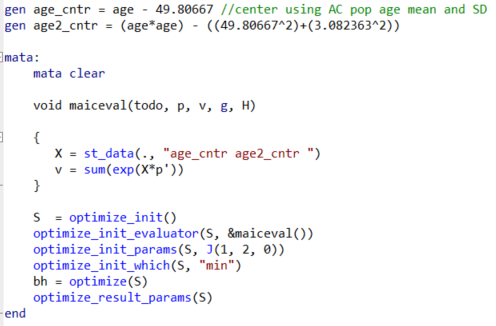 gen age_cntr = age - 49.80667 //center using AC pop age mean and SD
gen age2_cntr = (age*age) - ((49.80667^2)+(3.082363^2))
mata:
mata clear
void maiceval(todo, p, v, g, H)
{
X = st_data(., "age_cntr age2_cntr ")
v = sum(exp(X*p'))
}
S  = optimize_init()
optimize_init_evaluator(S, &maiceval())
optimize_init_params(S, J(1, 2, 0))
optimize_init_which(S, "min")
bh = optimize(S)
optimize_result_params(S)
end